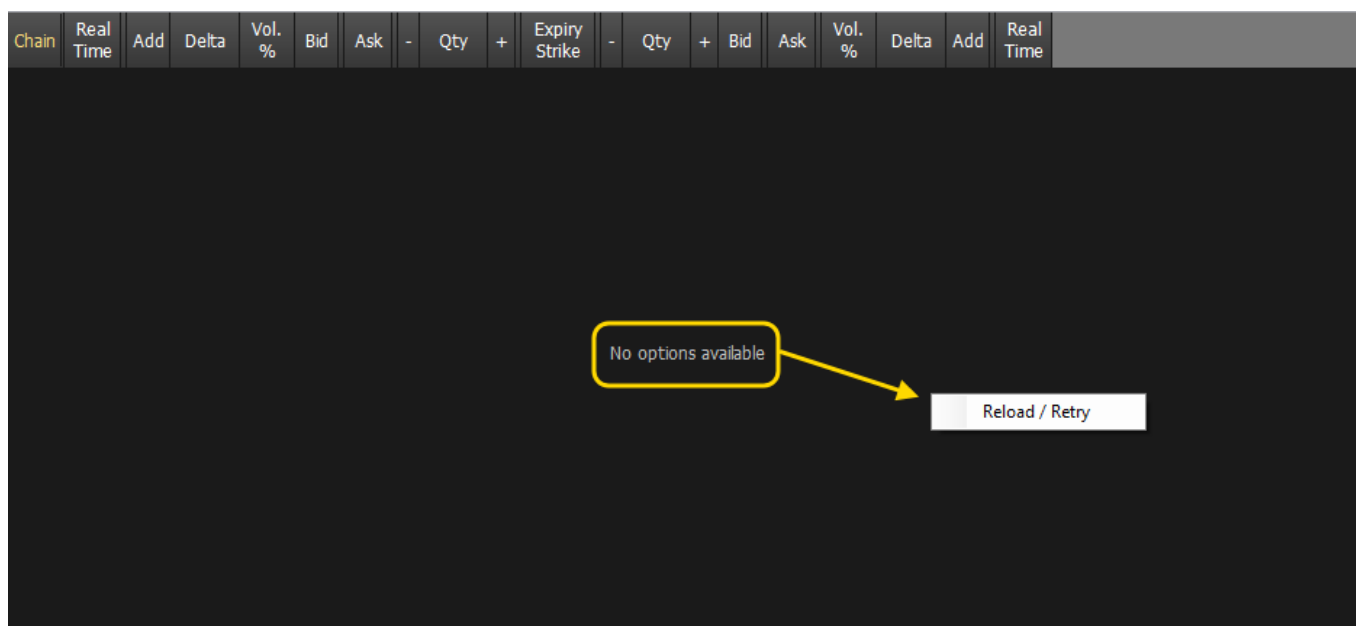 Chain Real Time Add Delta Vol. % Bid Ask - Qty + Expiry Strike - Qty + Bid Ask Vol. % Delta Add Real Time
No options available
Reload / Retry